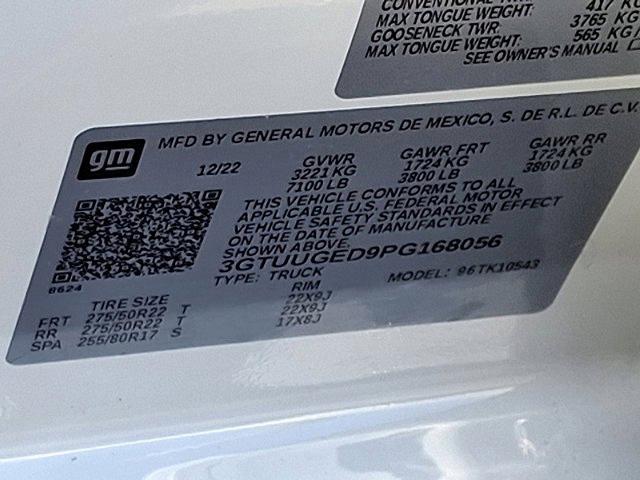 CONVENTIONAL TWR: 417 KG
MAX TONGUE WEIGHT: 3765 KG
GOOSENECK TWR: 565 KG
MAX TONGUE WEIGHT:
SEE OWNER'S MANUAL
gm
MFD BY GENERAL MOTORS DE MEXICO, S. DE R.L. DE C.V.
12/22 GVWR GAWR FRT GAWR RR
3221 KG 1724 KG 1724 KG
7100 LB 3800 LB 3800 LB
THIS VEHICLE CONFORMS TO ALL
APPLICABLE U.S. FEDERAL MOTOR
VEHICLE SAFETY STANDARDS IN EFFECT
ON THE DATE OF MANUFACTURE
SHOWN ABOVE.
3GTUUGED9PG168056
8624
TYPE: TRUCK MODEL: 96TK10543
TIRE SIZE RIM
FRT 275/50R22 T 22X9J
RR 275/50R22 T 22X9J
SPA 255/80R17 S 17X8J